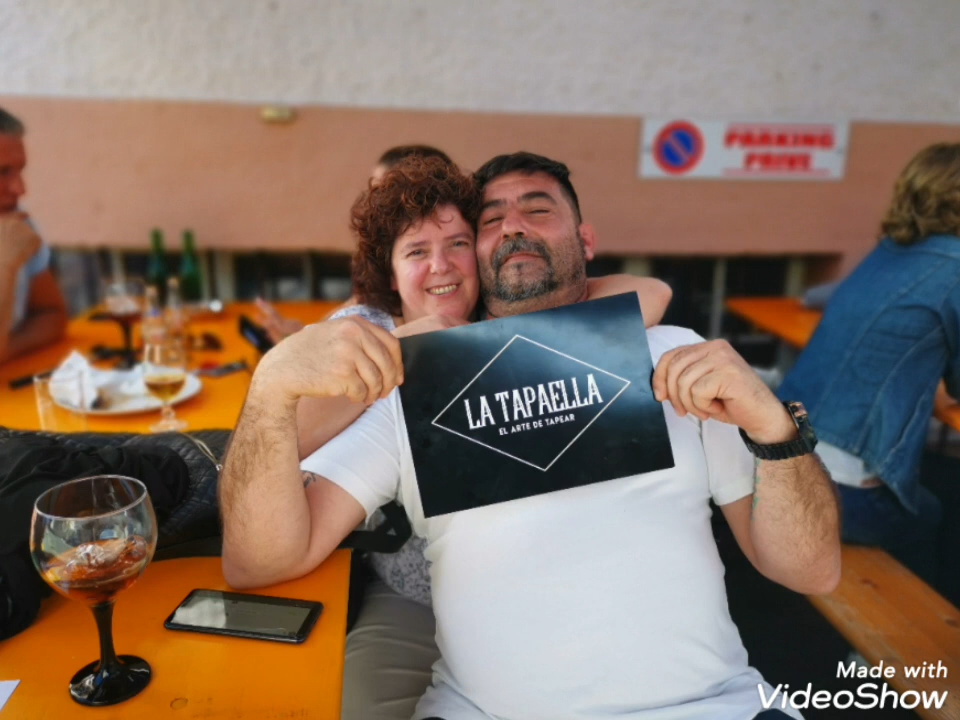 PARKING
PRIVE
LA TAPAELLA
EL ARTE DE TAPEAR
Made with
VideoShow